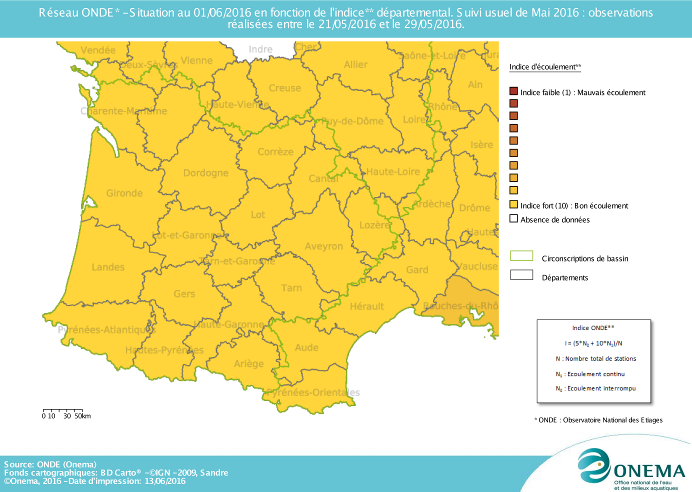 Réseau ONDE* -Situation au 01/06/2016 en fonction de l'indice** départemental. Suivi usuel de Mai 2016 : observations
réalisées entre le 21/05/2016 et le 29/05/2016.
Vendée
Deux-Sèvres
Vienne
Indre
Cher
Allier
Saône-et-Loire
Jura
Ain
Charente-Maritime
Haute-Vienne
Creuse
Puy-de-Dôme
Loire
Rhône
Isère
Corrèze
Dordogne
Cantal
Haute-Loire
Gironde
Ardèche
Drôme
Lot
Lozère
Hautes
Lot-et-Garonne
Aveyron
Landes
Tarn-et-Garonne
Gard
Vaucluse
Gers
Tarn
Hérault
Bouches-du-Rhô
Pyrénées-Atlantiques
Haute-Garonne
Hautes-Pyrénées
Aude
Ariège
Pyrénées-Orientales
0 10 30 50km
Indice d'écoulement**
Indice faible (1) : Mauvais écoulement
Indice fort (10) : Bon écoulement
Absence de données
Circonscriptions de bassin
Départements
Indice ONDE**
I = (5*N₂ + 10*N₁)/N
N : Nombre total de stations
N₁ : Ecoulement continu
N₂ : Ecoulement interrompu
* ONDE : Observatoire National des Etiages
Source: ONDE (Onema)
Fonds cartographiques: BD Carto® -©IGN -2009, Sandre
©Onema, 2016 -Date d'impression: 13/06/2016
ONEMA
Office national de l'eau
et des milieux aquatiques